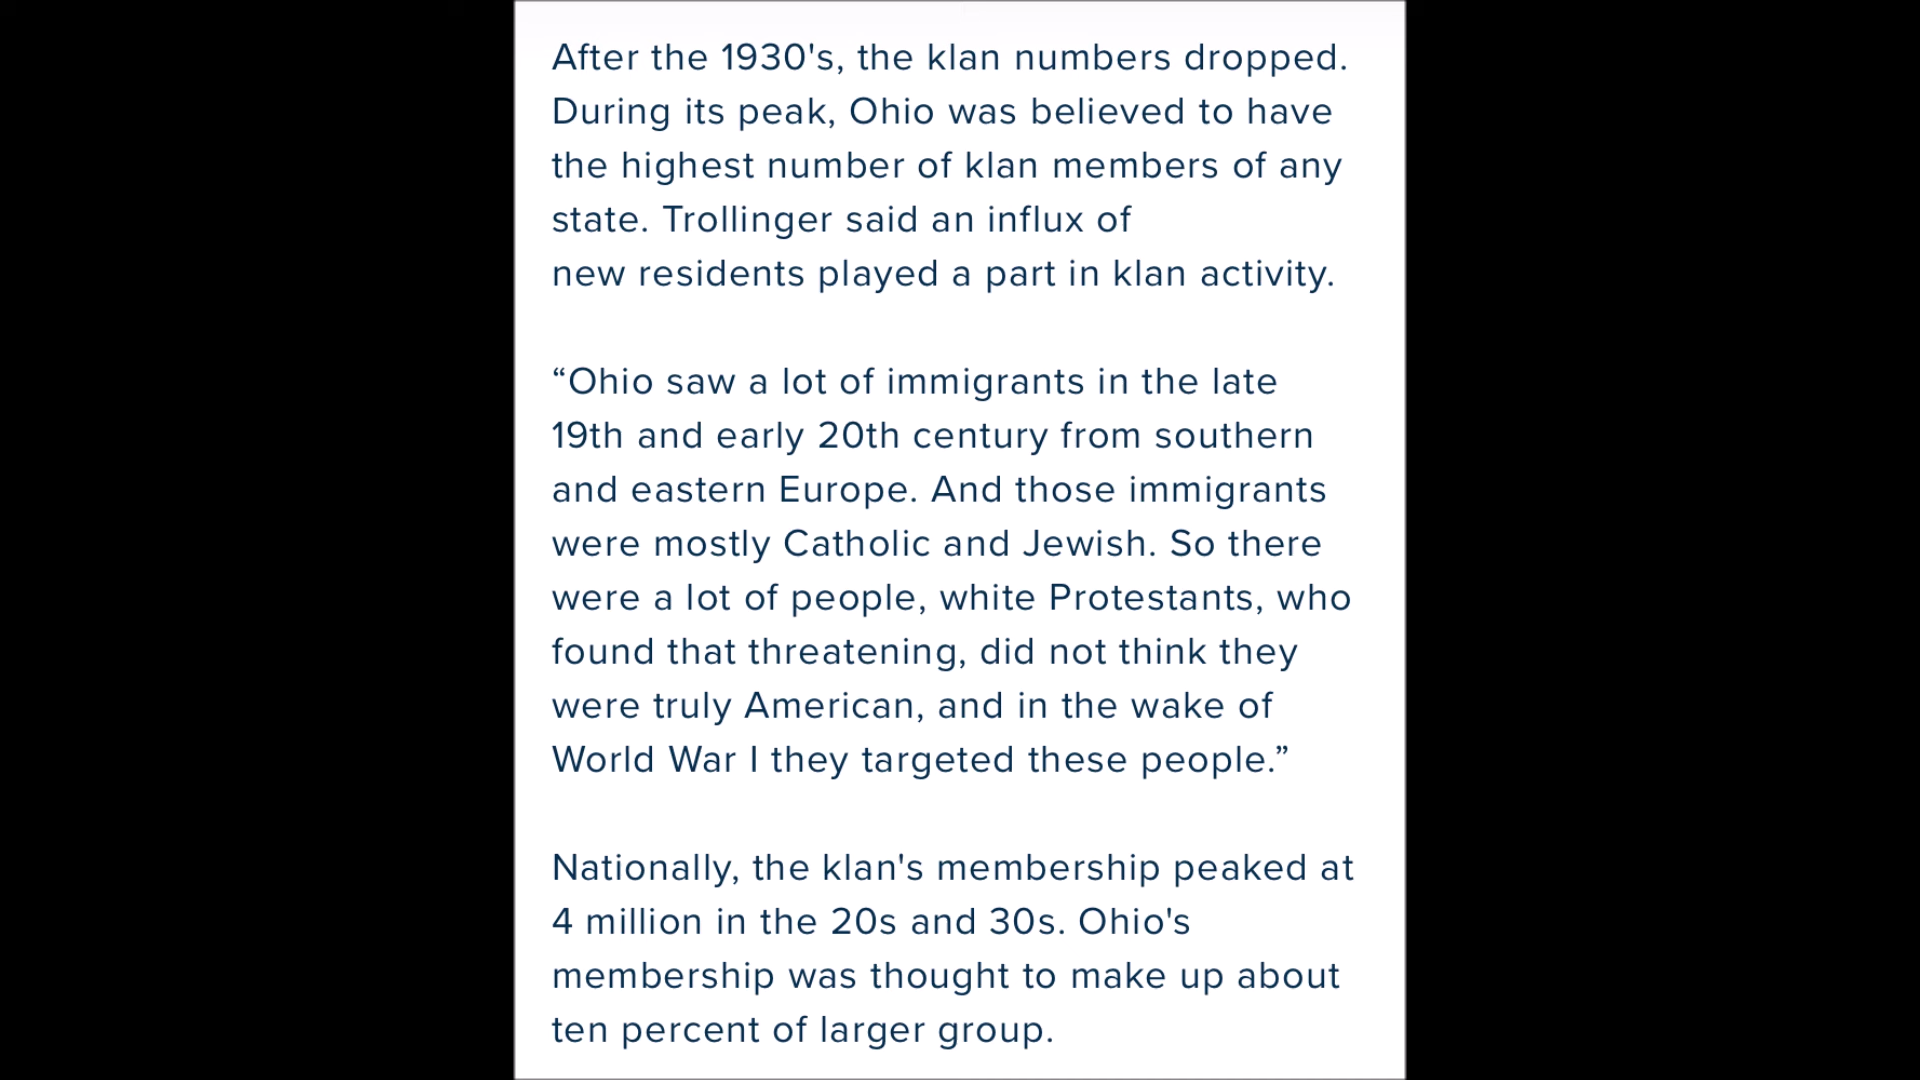 After the 1930's, the klan numbers dropped.
During its peak, Ohio was believed to have
the highest number of klan members of any
state. Trollinger said an influx of
new residents played a part in klan activity.
“Ohio saw a lot of immigrants in the late
19th and early 20th century from southern
and eastern Europe. And those immigrants
were mostly Catholic and Jewish. So there
were a lot of people, white Protestants, who
found that threatening, did not think they
were truly American, and in the wake of
World War I they targeted these people.”
Nationally, the klan's membership peaked at
4 million in the 20s and 30s. Ohio's
membership was thought to make up about
ten percent of larger group.